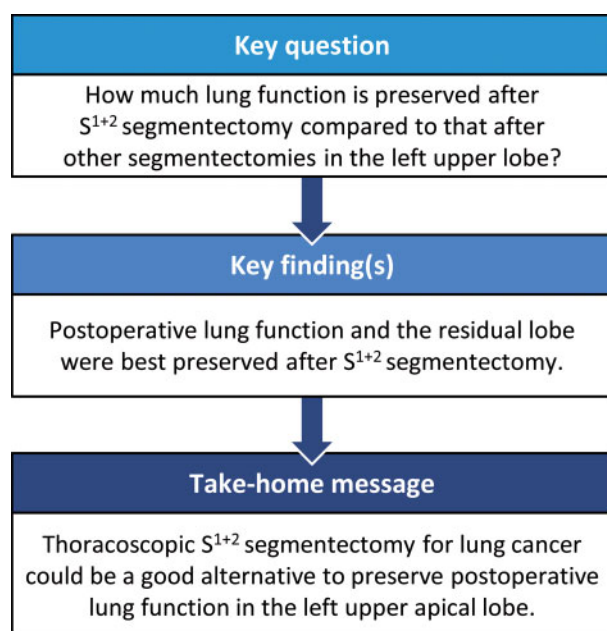 Key question
How much lung function is preserved after
S1+2 segmentectomy compared to that after
other segmentectomies in the left upper lobe?
Key finding(s)
Postoperative lung function and the residual lobe
were best preserved after S1+2 segmentectomy.
Take-home message
Thoracoscopic S1+2 segmentectomy for lung cancer
could be a good alternative to preserve postoperative
lung function in the left upper apical lobe.